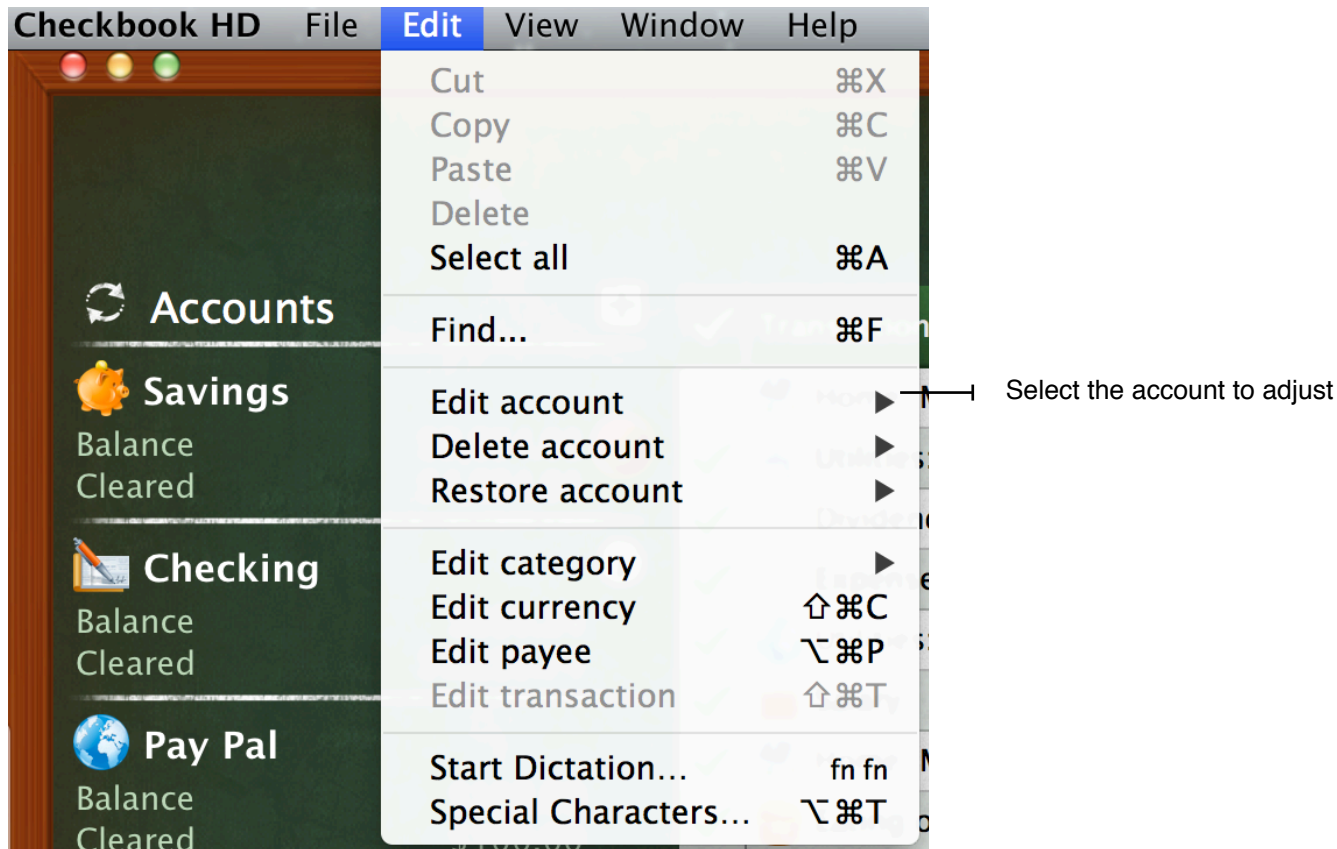 Checkbook HD File Edit View Window Help
Cut ⌘X
Copy ⌘C
Paste ⌘V
Delete
Select all ⌘A
Accounts
Find... ⌘F
Savings
Edit account ▶ Select the account to adjust
Balance
Delete account ▶
Cleared
Restore account ▶
Checking
Edit category ▶
Balance
Edit currency ⇧⌘C
Cleared
Edit payee ⌥⌘P
Edit transaction ⇧⌘T
Pay Pal
Start Dictation... fn fn
Balance
Special Characters... ⌥⌘T
Cleared